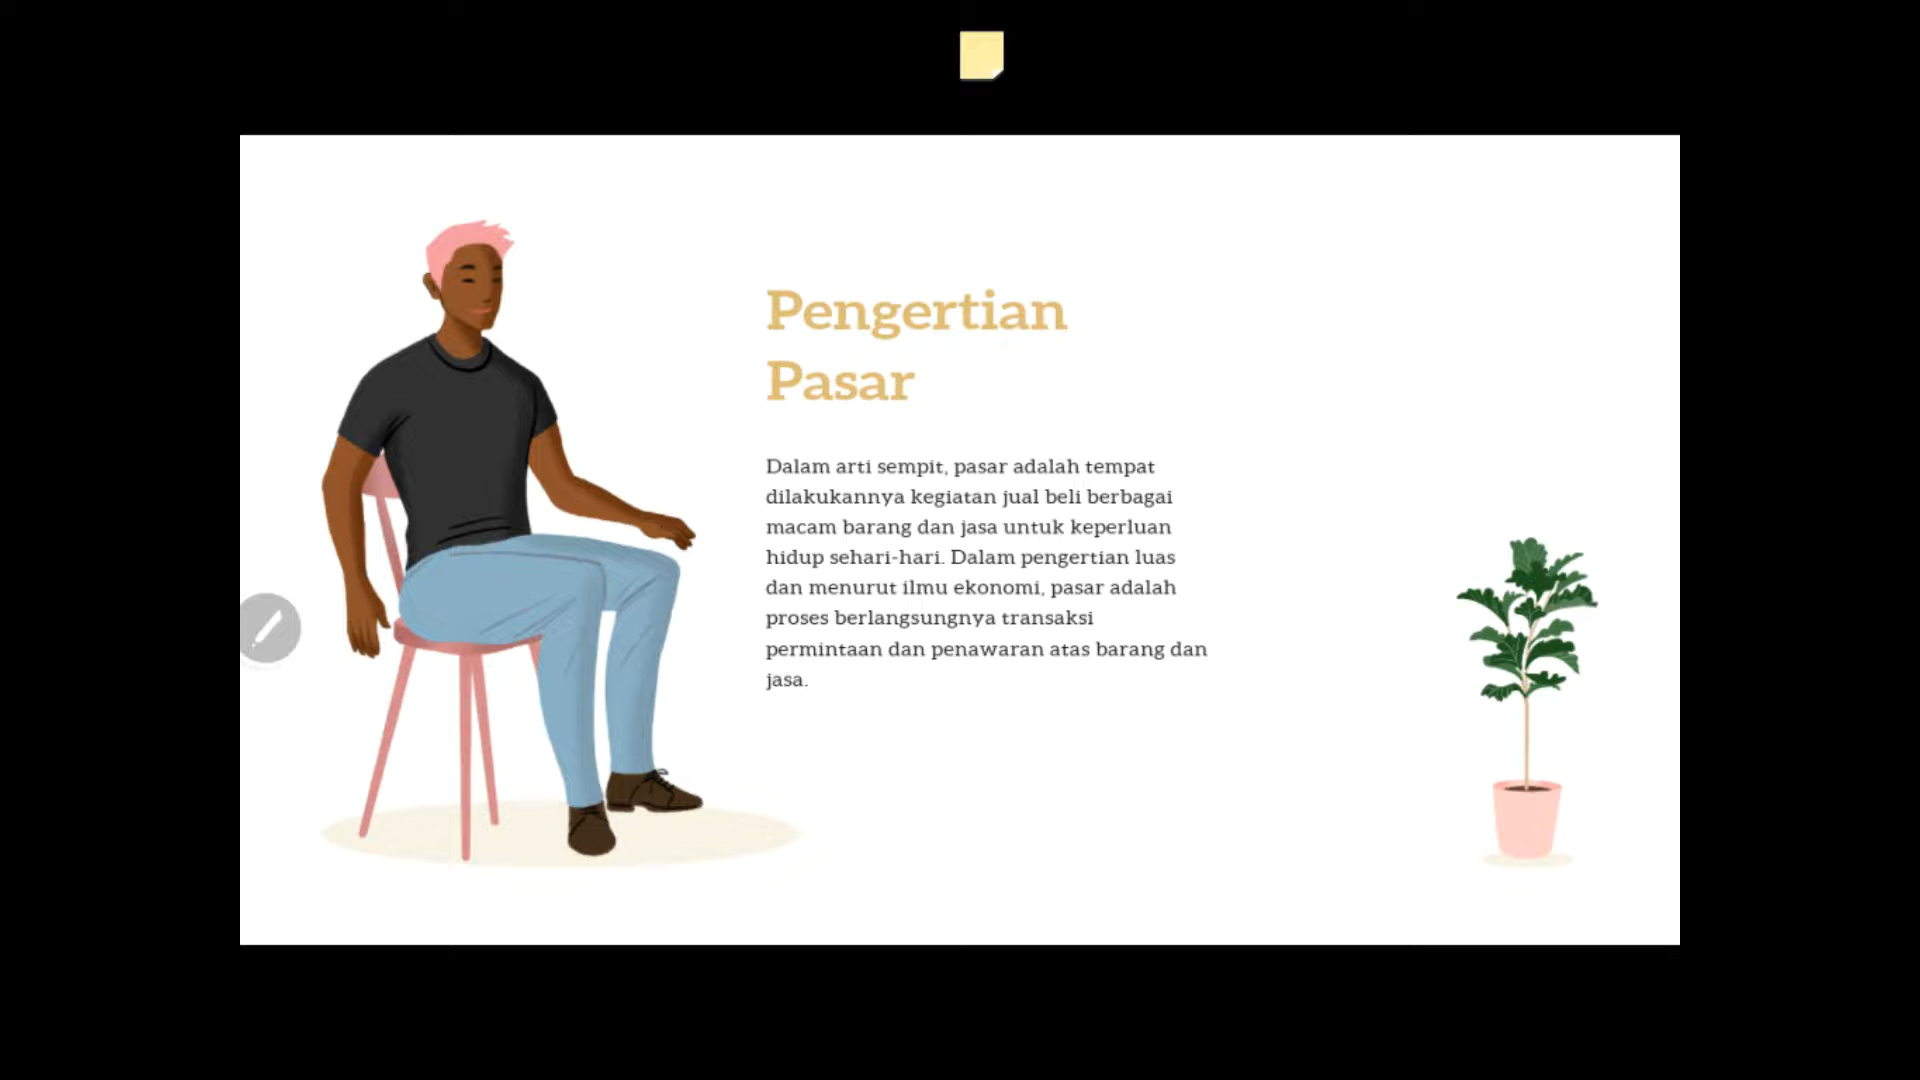 Pengertian
Pasar
Dalam arti sempit, pasar adalah tempat
dilakukannya kegiatan jual beli berbagai
macam barang dan jasa untuk keperluan
hidup sehari-hari. Dalam pengertian luas
dan menurut ilmu ekonomi, pasar adalah
proses berlangsungnya transaksi
permintaan dan penawaran atas barang dan
jasa.